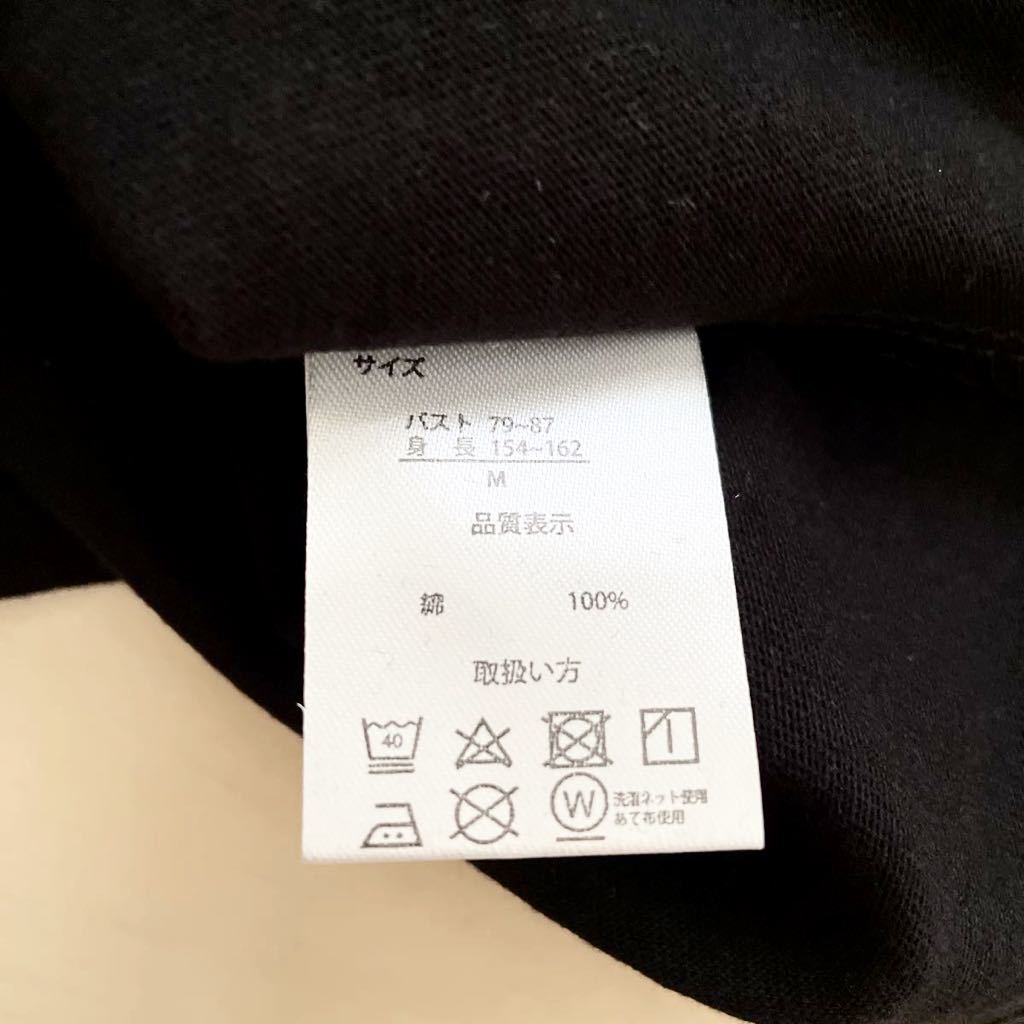 サイズ
バスト 79~87
身 長 154~162
M
品質表示
綿 100%
取扱い方
40
W 洗濯ネット使用
あて布使用